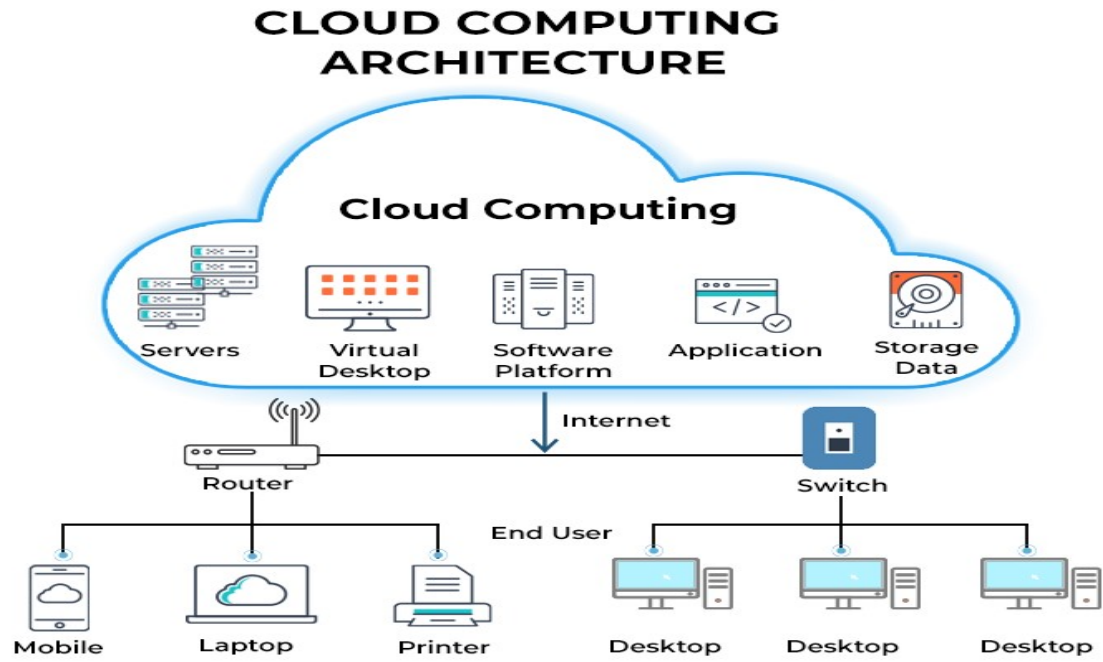 CLOUD COMPUTING
ARCHITECTURE
Cloud Computing
Servers
Virtual
Desktop
Software
Platform
Application
Storage
Data
Internet
Router
Switch
End User
Mobile
Laptop
Printer
Desktop
Desktop
Desktop